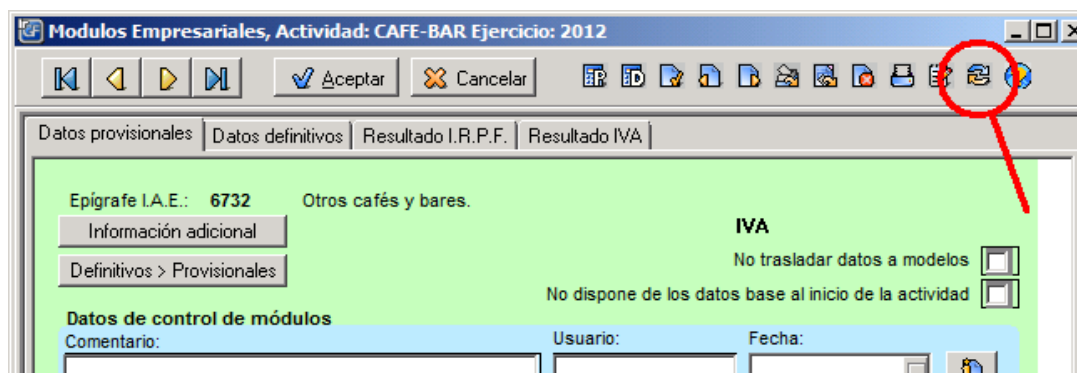 Modulos Empresariales, Actividad: CAFE-BAR Ejercicio: 2012
Aceptar Cancelar
Datos provisionales Datos definitivos Resultado I.R.P.F. Resultado IVA
Epígrafe I.A.E.: 6732 Otros cafés y bares.
Información adicional
IVA
No trasladar datos a modelos
Definitivos > Provisionales
No dispone de los datos base al inicio de la actividad
Datos de control de módulos
Comentario: Usuario: Fecha: